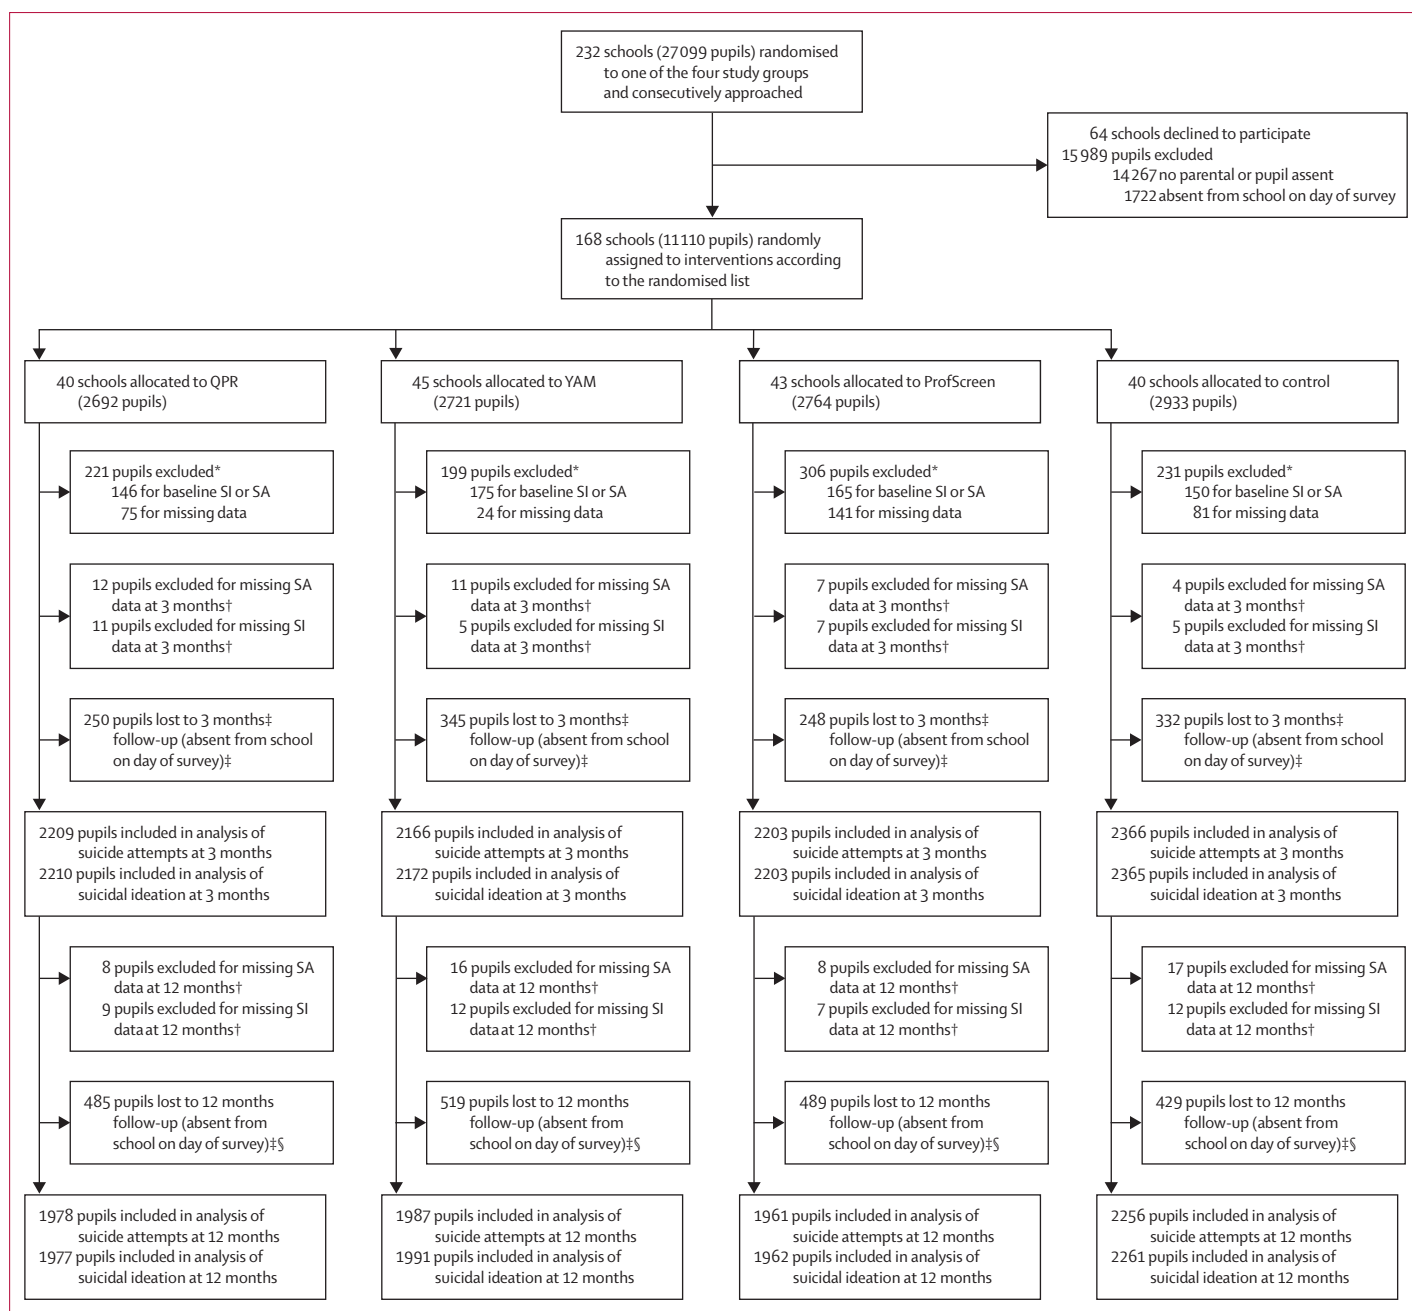 232 schools (27 099 pupils) randomised
to one of the four study groups
and consecutively approached
64 schools declined to participate
15 989 pupils excluded
14 267 no parental or pupil assent
1722 absent from school on day of survey
168 schools (11 110 pupils) randomly
assigned to interventions according
to the randomised list
40 schools allocated to QPR
(2692 pupils)
45 schools allocated to YAM
(2721 pupils)
43 schools allocated to ProfScreen
(2764 pupils)
40 schools allocated to control
(2933 pupils)
221 pupils excluded*
146 for baseline SI or SA
75 for missing data
199 pupils excluded*
175 for baseline SI or SA
24 for missing data
306 pupils excluded*
165 for baseline SI or SA
141 for missing data
231 pupils excluded*
150 for baseline SI or SA
81 for missing data
12 pupils excluded for missing SA
data at 3 months†
11 pupils excluded for missing SI
data at 3 months†
11 pupils excluded for missing SA
data at 3 months†
5 pupils excluded for missing SI
data at 3 months†
7 pupils excluded for missing SA
data at 3 months†
7 pupils excluded for missing SI
data at 3 months†
4 pupils excluded for missing SA
data at 3 months†
5 pupils excluded for missing SI
data at 3 months†
250 pupils lost to 3 months‡
follow-up (absent from school
on day of survey)‡
345 pupils lost to 3 months‡
follow-up (absent from school
on day of survey)‡
248 pupils lost to 3 months‡
follow-up (absent from school
on day of survey)‡
332 pupils lost to 3 months‡
follow-up (absent from school
on day of survey)‡
2209 pupils included in analysis of
suicide attempts at 3 months
2210 pupils included in analysis of
suicidal ideation at 3 months
2166 pupils included in analysis of
suicide attempts at 3 months
2172 pupils included in analysis of
suicidal ideation at 3 months
2203 pupils included in analysis of
suicide attempts at 3 months
2203 pupils included in analysis of
suicidal ideation at 3 months
2366 pupils included in analysis of
suicide attempts at 3 months
2365 pupils included in analysis of
suicidal ideation at 3 months
8 pupils excluded for missing SA
data at 12 months†
9 pupils excluded for missing SI
data at 12 months†
16 pupils excluded for missing SA
data at 12 months†
12 pupils excluded for missing SI
data at 12 months†
8 pupils excluded for missing SA
data at 12 months†
7 pupils excluded for missing SI
data at 12 months†
17 pupils excluded for missing SA
data at 12 months†
12 pupils excluded for missing SI
data at 12 months†
485 pupils lost to 12 months
follow-up (absent from
school on day of survey)‡§
519 pupils lost to 12 months
follow-up (absent from
school on day of survey)‡§
489 pupils lost to 12 months
follow-up (absent from
school on day of survey)‡§
429 pupils lost to 12 months
follow-up (absent from
school on day of survey)‡§
1978 pupils included in analysis of
suicide attempts at 12 months
1977 pupils included in analysis of
suicidal ideation at 12 months
1987 pupils included in analysis of
suicide attempts at 12 months
1991 pupils included in analysis of
suicidal ideation at 12 months
1961 pupils included in analysis of
suicide attempts at 12 months
1962 pupils included in analysis of
suicidal ideation at 12 months
2256 pupils included in analysis of
suicide attempts at 12 months
2261 pupils included in analysis of
suicidal ideation at 12 months